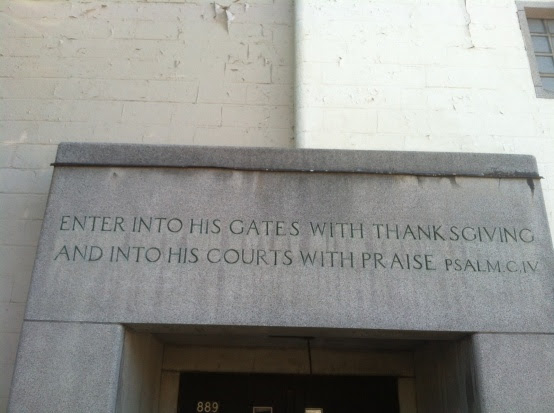 ENTER INTO HIS GATES WITH THANKSGIVING
AND INTO HIS COURTS WITH PRAISE PSALM.C.IV
889